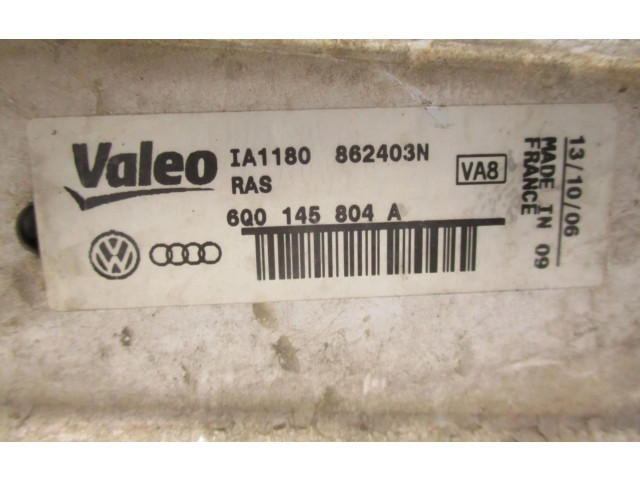 Valeo
IA1180 862403N
RAS
VA8
6Q0 145 804 A
13/10/06
MADE IN 09
FRANCE